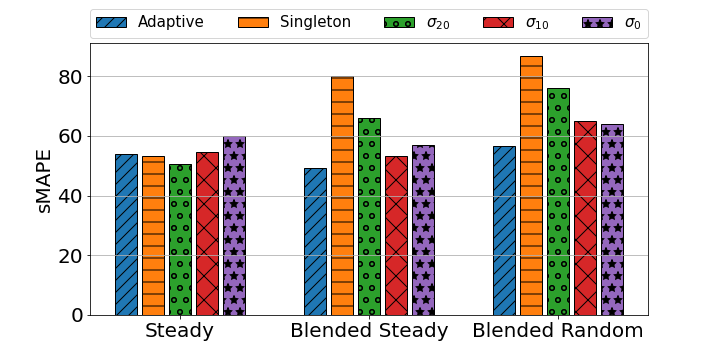 Adaptive Singleton σ₂₀ σ₁₀ σ₀
sMAPE
80
60
40
20
0
Steady Blended Steady Blended Random